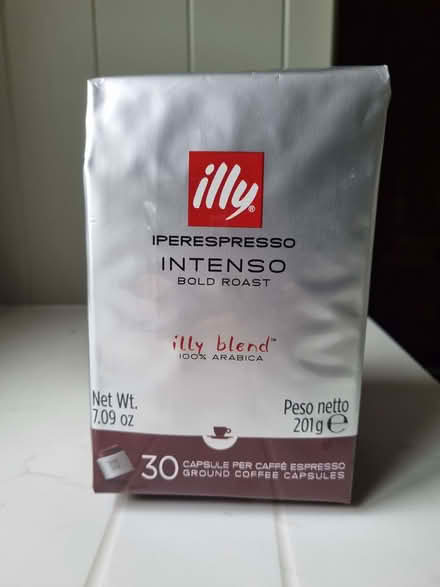 illy®
IPERESPRESSO
INTENSO
BOLD ROAST
illy blend™
100% ARABICA
Net Wt.
7.09 oz
Peso netto
201g ℮
30 CAPSULE PER CAFFÈ ESPRESSO
GROUND COFFEE CAPSULES